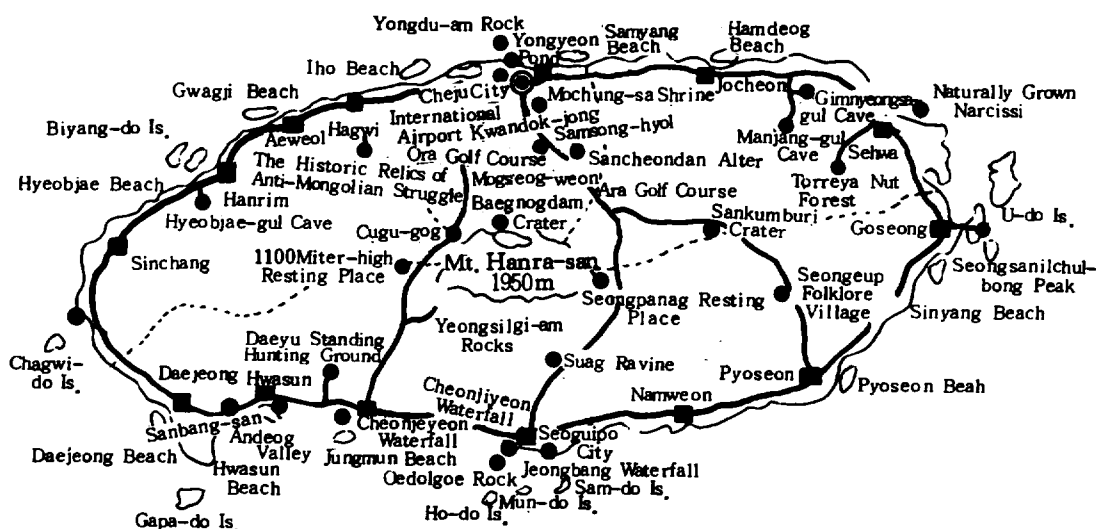 Yongdu-am Rock
Yongyeon
Pond
Samyang
Beach
Hamdeog
Beach
Iho Beach
Cheju City
Jocheon
Gwagji Beach
Mochung-sa Shrine
Gimnyeongsa-
gul Cave
Naturally Grown
Narcissi
International
Airport
Kwandok-jong
Biyang-do Is.
Aeweol
Hagwi
Samsong-hyol
Manjang-gul
Cave
Sehwa
Ora Golf Course
Sancheondan Alter
The Historic Relics of
Anti-Mongolian Struggle
Mogseog-weon
Ara Golf Course
Torreya Nut
Forest
Hyeobjae Beach
Hanrim
Hyeobjae-gul Cave
Baegnogdam
Crater
Sankumburi
Crater
Goseong
U-do Is.
Cugu-gog
Sinchang
1100Miter-high
Resting Place
Mt. Hanra-san
1950m
Seongsanilchul-
bong Peak
Seongpanag Resting
Place
Seongeup
Folklore
Village
Sinyang Beach
Yeongsilgi-am
Rocks
Chagwi-
do Is.
Daeyu Standing
Hunting Ground
Suag Ravine
Daejeong
Hwasun
Pyoseon
Pyoseon Beah
Cheonjiyeon
Waterfall
Namweon
Sanbang-san
Andeog
Valley
Cheonjeyeon
Waterfall
Seoguipo
City
Daejeong Beach
Hwasun
Beach
Jungmun Beach
Jeongbang Waterfall
Oedolgoe Rock
Sam-do Is.
Mun-do Is.
Ho-do Is.
Gapa-do Is.